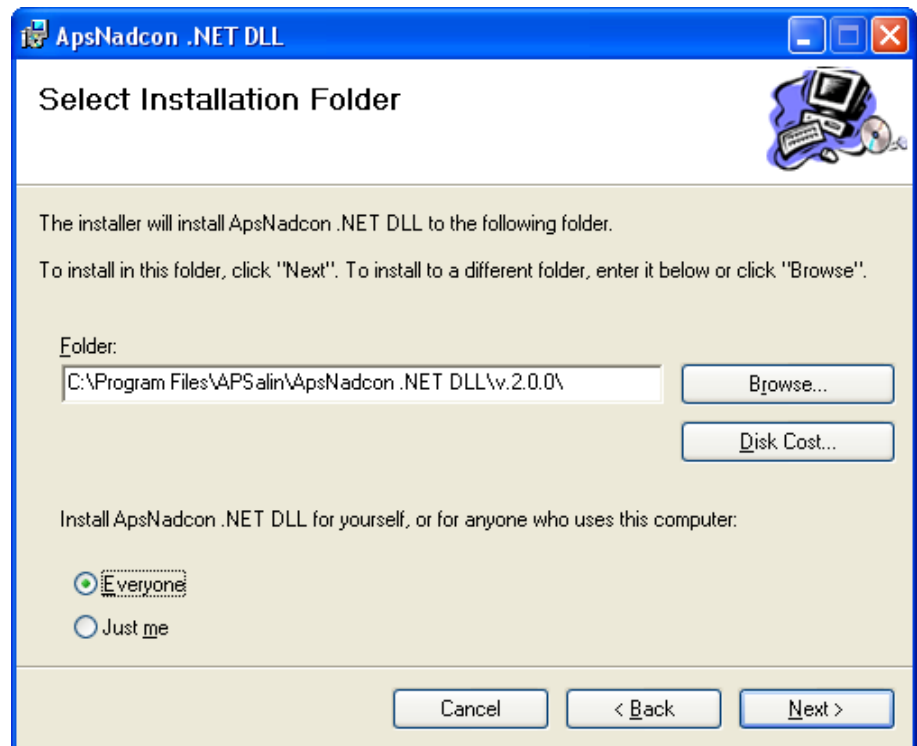 ApsNadcon .NET DLL
Select Installation Folder
The installer will install ApsNadcon .NET DLL to the following folder.
To install in this folder, click "Next". To install to a different folder, enter it below or click "Browse".
Folder:
C:\Program Files\APSalin\ApsNadcon .NET DLL\v.2.0.0\
Browse...
Disk Cost...
Install ApsNadcon .NET DLL for yourself, or for anyone who uses this computer:
Everyone
Just me
Cancel
< Back
Next >